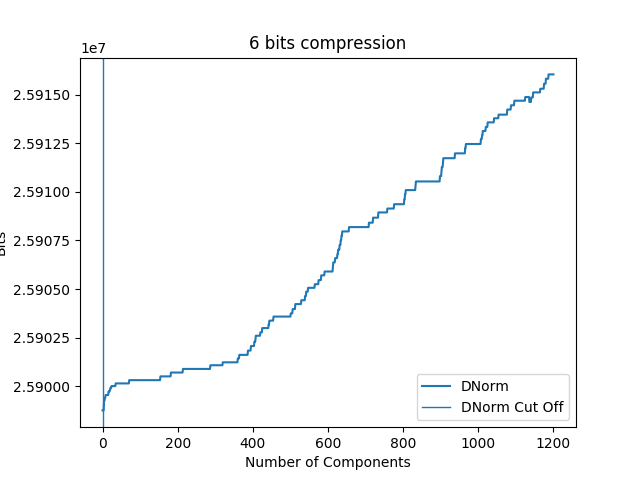 6 bits compression
1e7
2.59150
2.59125
2.59100
2.59075
2.59050
2.59025
2.59000
Bits
0 200 400 600 800 1000 1200
Number of Components
DNorm
DNorm Cut Off